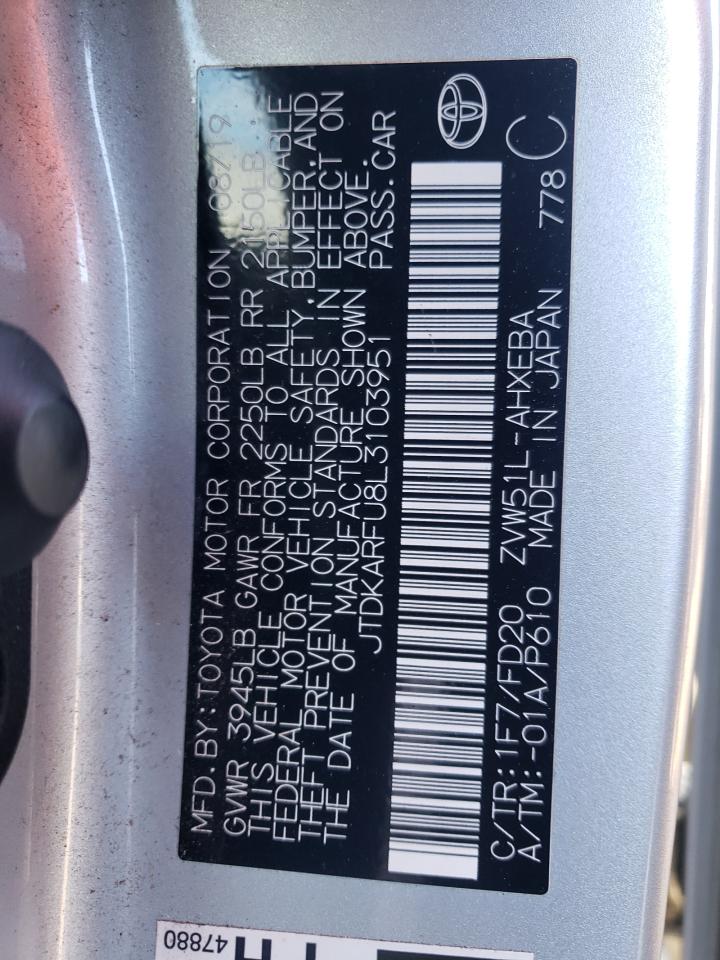 MFD.BY:TOYOTA MOTOR CORPORATION 08/19
GVWR 3945LB GAWR FR 2250LB RR 2150LB
THIS VEHICLE CONFORMS TO ALL APPLICABLE
FEDERAL MOTOR VEHICLE SAFETY,BUMPER,AND
THEFT PREVENTION STANDARDS IN EFFECT ON
THE DATE OF MANUFACTURE SHOWN ABOVE.
JTDKARFU8L3103951 PASS.CAR
C/TR:1F7/FD20 ZVW51L-AHXEBA
A/TM:-01A/P610 MADE IN JAPAN 778 C
47880